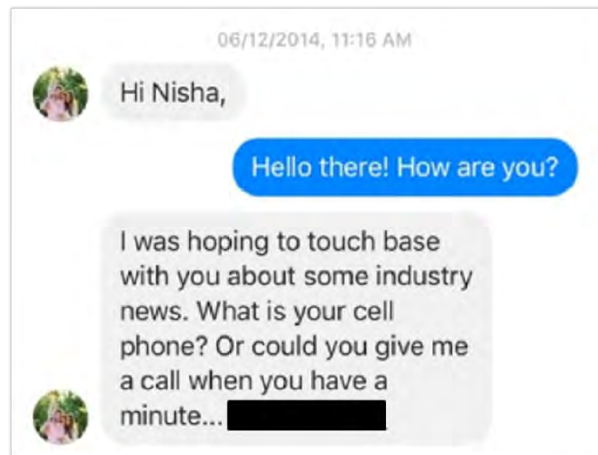 06/12/2014, 11:16 AM
Hi Nisha,
Hello there! How are you?
I was hoping to touch base
with you about some industry
news. What is your cell
phone? Or could you give me
a call when you have a
minute...